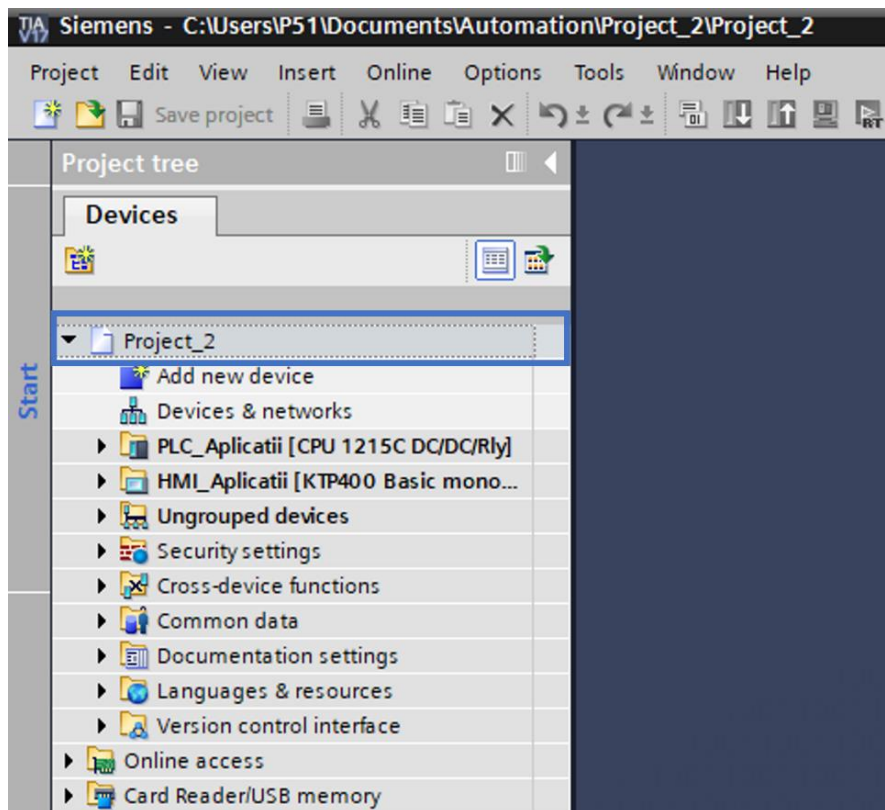 TIA V17 Siemens - C:\Users\P51\Documents\Automation\Project_2\Project_2
Project Edit View Insert Online Options Tools Window Help
Save project
Project tree
Devices
Start
Project_2
Add new device
Devices & networks
PLC_Aplicatii [CPU 1215C DC/DC/Rly]
HMI_Aplicatii [KTP400 Basic mono...
Ungrouped devices
Security settings
Cross-device functions
Common data
Documentation settings
Languages & resources
Version control interface
Online access
Card Reader/USB memory